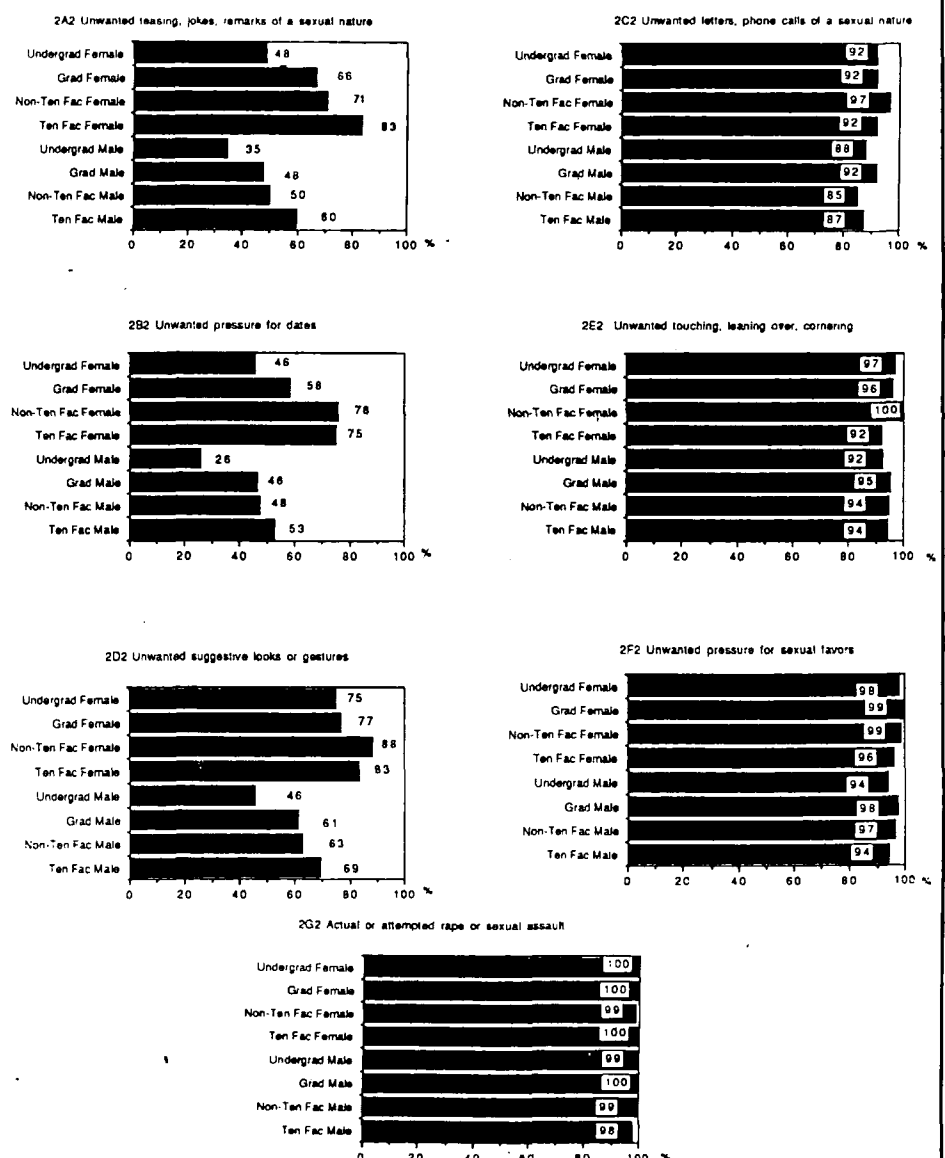 2A2 Unwanted teasing, jokes, remarks of a sexual nature
Undergrad Female 48
Grad Female 66
Non-Ten Fac Female 71
Ten Fac Female 83
Undergrad Male 35
Grad Male 48
Non-Ten Fac Male 50
Ten Fac Male 60
0 20 40 60 80 100 %
2C2 Unwanted letters, phone calls of a sexual nature
Undergrad Female 92
Grad Female 92
Non-Ten Fac Female 97
Ten Fac Female 92
Undergrad Male 88
Grad Male 92
Non-Ten Fac Male 85
Ten Fac Male 87
0 20 40 60 80 100 %
2B2 Unwanted pressure for dates
Undergrad Female 46
Grad Female 58
Non-Ten Fac Female 76
Ten Fac Female 75
Undergrad Male 26
Grad Male 46
Non-Ten Fac Male 48
Ten Fac Male 53
0 20 40 60 80 100 %
2E2 Unwanted touching, leaning over, cornering
Undergrad Female 97
Grad Female 96
Non-Ten Fac Female 100
Ten Fac Female 92
Undergrad Male 92
Grad Male 95
Non-Ten Fac Male 94
Ten Fac Male 94
0 20 40 60 80 100 %
2D2 Unwanted suggestive looks or gestures
Undergrad Female 75
Grad Female 77
Non-Ten Fac Female 88
Ten Fac Female 83
Undergrad Male 46
Grad Male 61
Non-Ten Fac Male 63
Ten Fac Male 69
0 20 40 60 80 100 %
2F2 Unwanted pressure for sexual favors
Undergrad Female 98
Grad Female 99
Non-Ten Fac Female 99
Ten Fac Female 96
Undergrad Male 94
Grad Male 98
Non-Ten Fac Male 97
Ten Fac Male 94
0 20 40 60 80 100 %
2G2 Actual or attempted rape or sexual assault
Undergrad Female 100
Grad Female 100
Non-Ten Fac Female 99
Ten Fac Female 100
Undergrad Male 99
Grad Male 100
Non-Ten Fac Male 99
Ten Fac Male 98
0 20 40 60 80 100 %